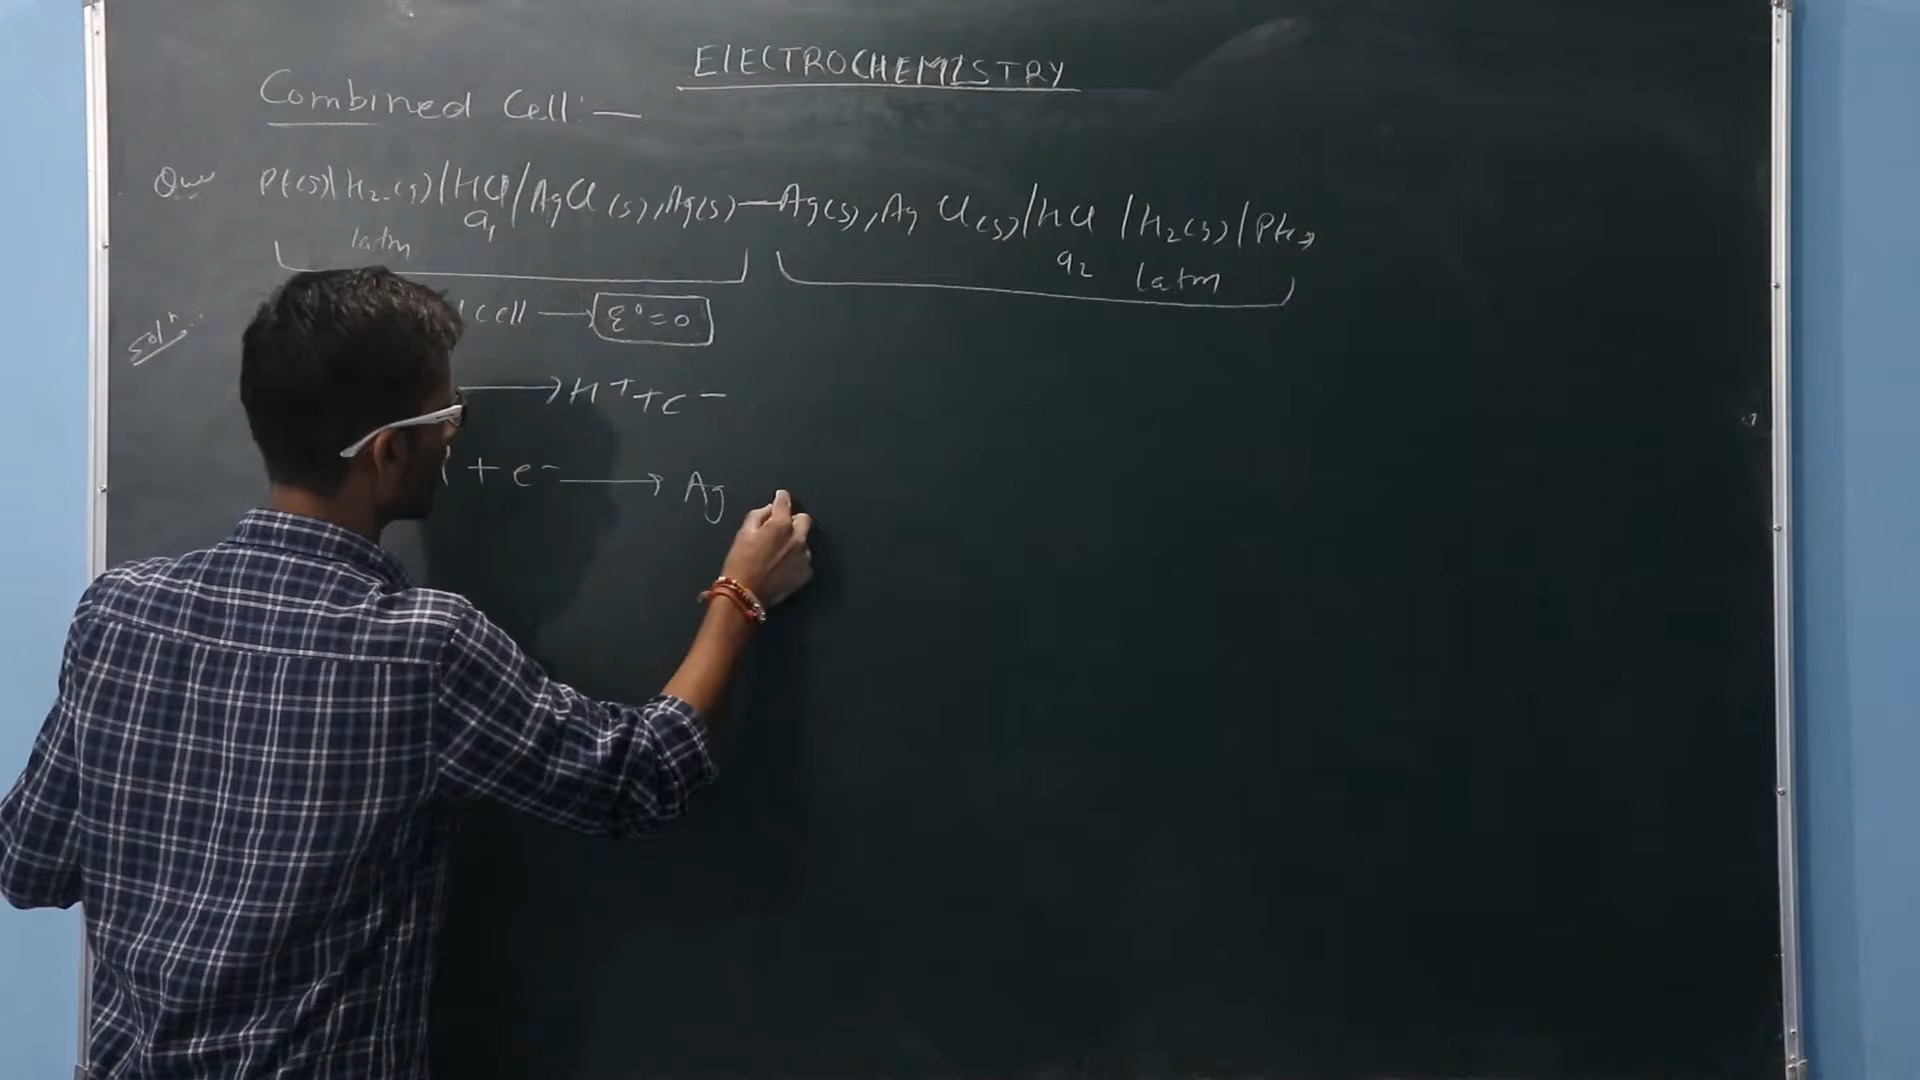 ELECTROCHEMISTRY
Combined Cell:—
Que Pt(s)|H₂(g)/HCl/AgCl(s),Ag(s)—Ag(s),AgCl(s)/HCl/H₂(g)/Pt(s)
1atm a₁ a₂ 1atm
Solⁿ: cell → ℰ°=0
→ H⁺+e⁻
+ e⁻ → Ag